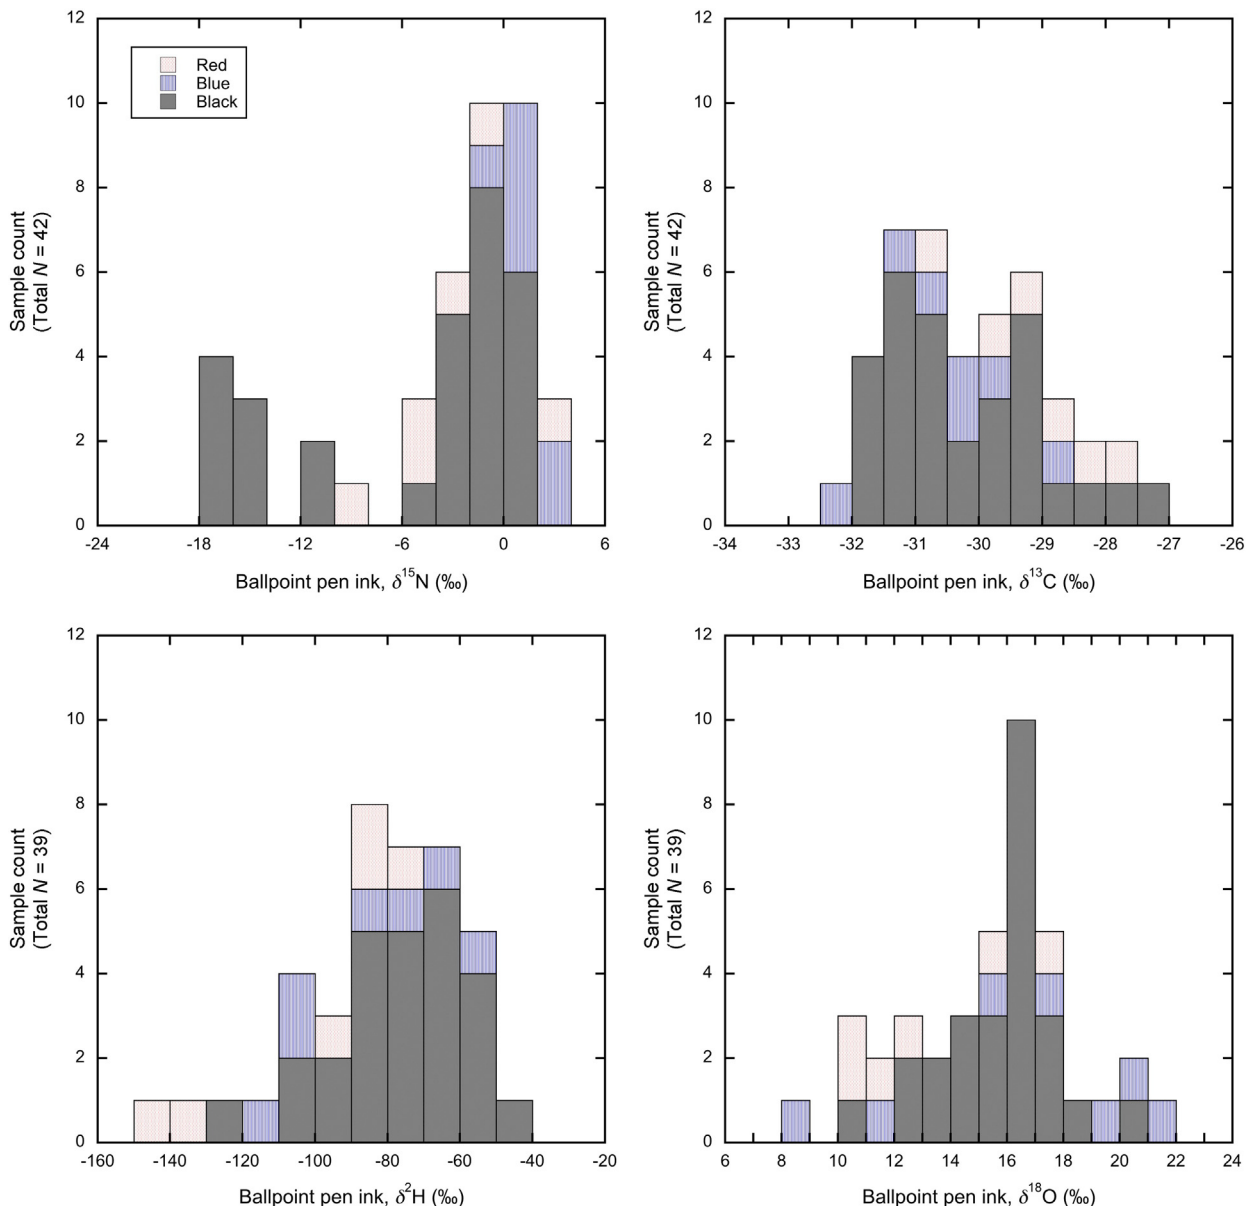 12
10
8
6
4
2
0
Sample count
(Total N = 42)
Red
Blue
Black
-24 -18 -12 -6 0 6
Ballpoint pen ink, δ15N (‰)
12
10
8
6
4
2
0
Sample count
(Total N = 42)
-34 -33 -32 -31 -30 -29 -28 -27 -26
Ballpoint pen ink, δ13C (‰)
12
10
8
6
4
2
0
Sample count
(Total N = 39)
-160 -140 -120 -100 -80 -60 -40 -20
Ballpoint pen ink, δ2H (‰)
12
10
8
6
4
2
0
Sample count
(Total N = 39)
6 8 10 12 14 16 18 20 22 24
Ballpoint pen ink, δ18O (‰)